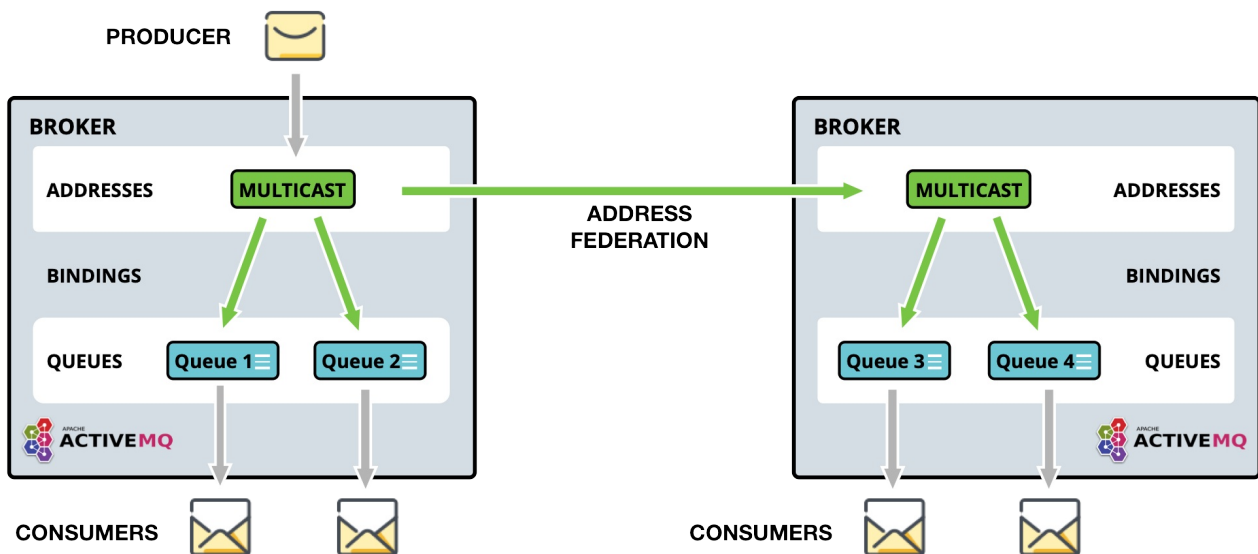 PRODUCER
BROKER
ADDRESSES
MULTICAST
BINDINGS
QUEUES
Queue 1
Queue 2
APACHE
ACTIVEMQ
CONSUMERS
ADDRESS
FEDERATION
BROKER
MULTICAST
ADDRESSES
BINDINGS
Queue 3
Queue 4
QUEUES
APACHE
ACTIVEMQ
CONSUMERS